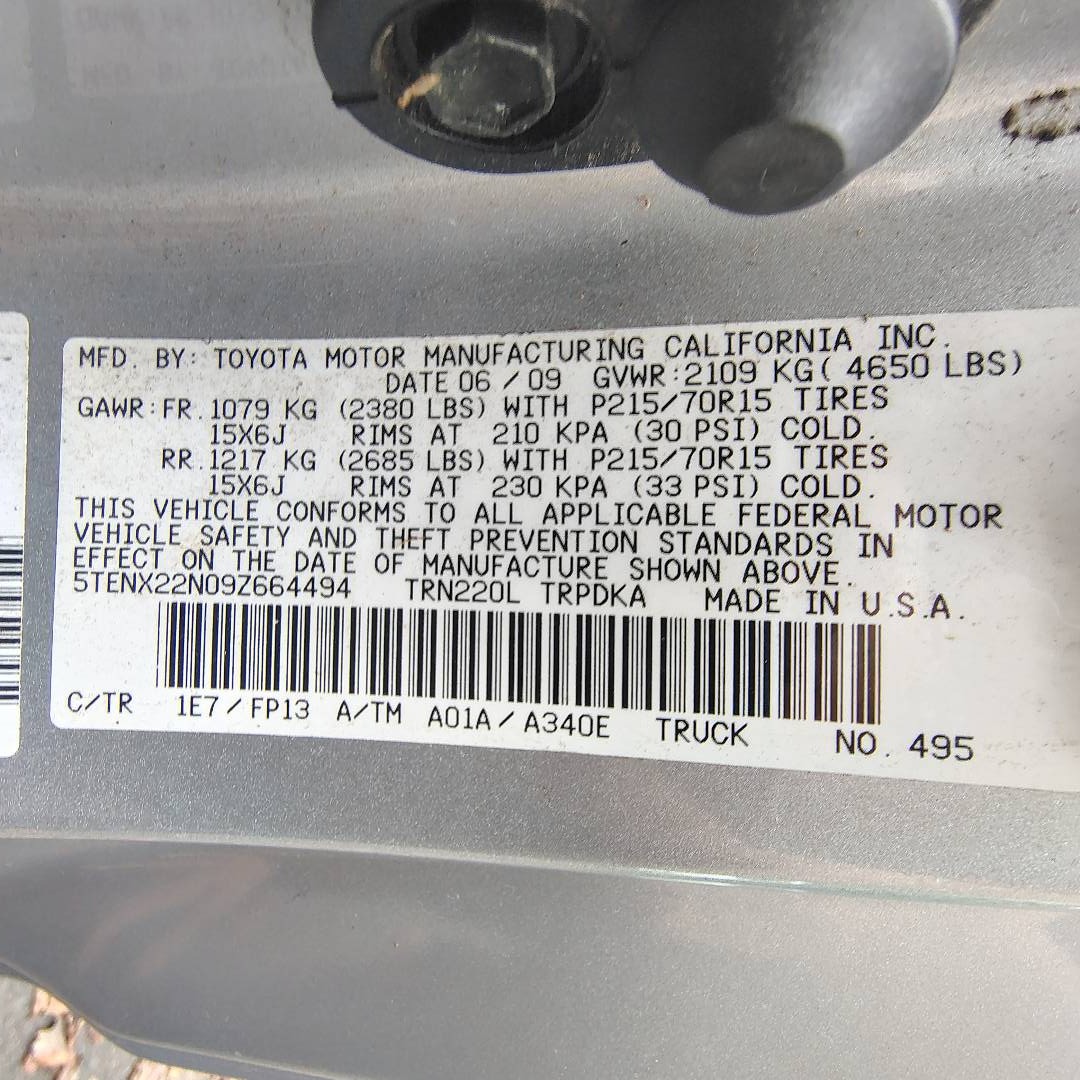 MFD. BY: TOYOTA MOTOR MANUFACTURING CALIFORNIA INC.
DATE 06 / 09 GVWR:2109 KG( 4650 LBS)
GAWR:FR.1079 KG (2380 LBS) WITH P215/70R15 TIRES
15X6J RIMS AT 210 KPA (30 PSI) COLD.
RR.1217 KG (2685 LBS) WITH P215/70R15 TIRES
15X6J RIMS AT 230 KPA (33 PSI) COLD.
THIS VEHICLE CONFORMS TO ALL APPLICABLE FEDERAL MOTOR
VEHICLE SAFETY AND THEFT PREVENTION STANDARDS IN
EFFECT ON THE DATE OF MANUFACTURE SHOWN ABOVE.
5TENX22N09Z664494 TRN220L TRPDKA MADE IN U.S.A.
C/TR 1E7/FP13 A/TM A01A/A340E TRUCK NO. 495